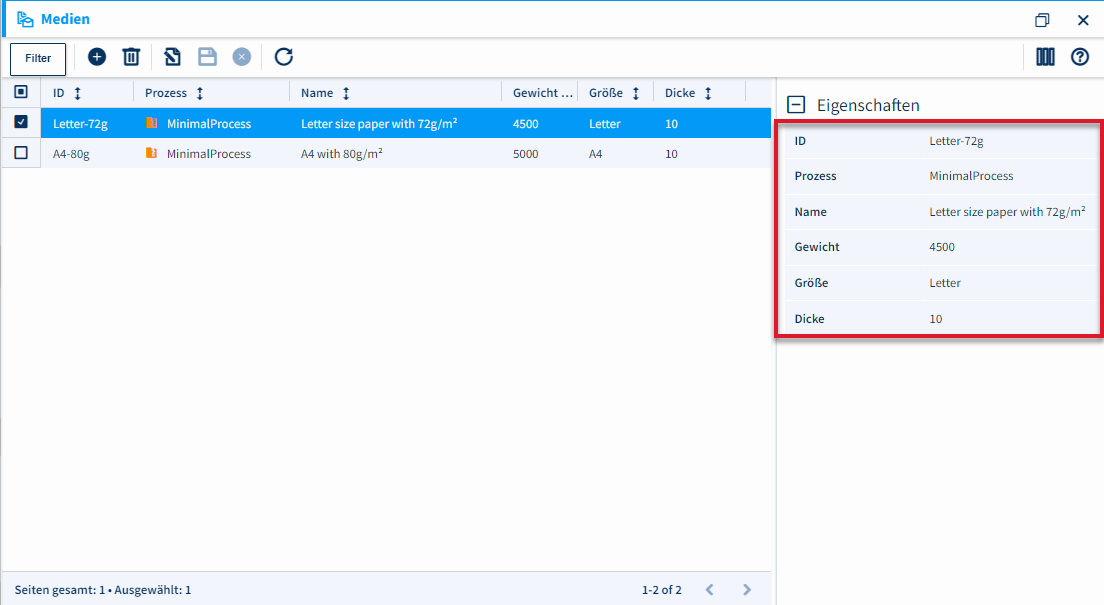 Medien
Filter
ID Prozess Name Gewicht ... Größe Dicke
Letter-72g MinimalProcess Letter size paper with 72g/m² 4500 Letter 10
A4-80g MinimalProcess A4 with 80g/m² 5000 A4 10
Eigenschaften
ID Letter-72g
Prozess MinimalProcess
Name Letter size paper with 72g/m²
Gewicht 4500
Größe Letter
Dicke 10
Seiten gesamt: 1 • Ausgewählt: 1 1-2 of 2